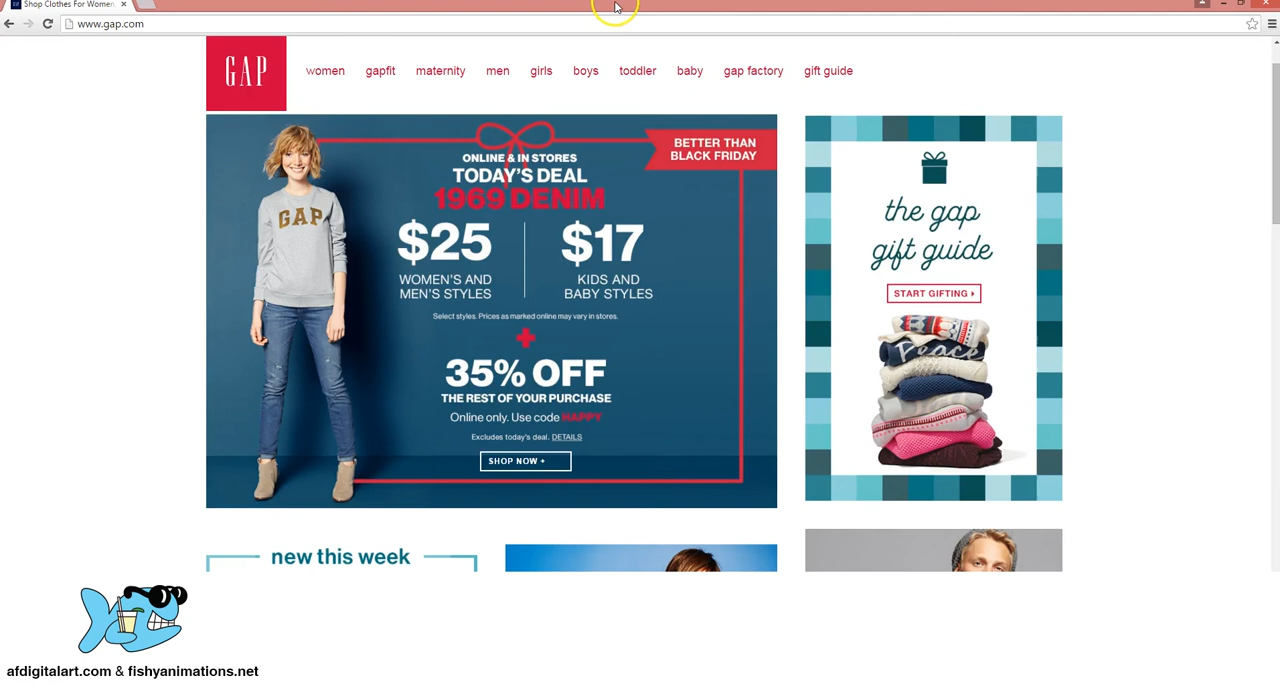 Shop Clothes For Women,
www.gap.com
GAP
women gapfit maternity men girls boys toddler baby gap factory gift guide
BETTER THAN
BLACK FRIDAY
ONLINE & IN STORES
TODAY'S DEAL
1969 DENIM
$25
WOMEN'S AND
MEN'S STYLES
$17
KIDS AND
BABY STYLES
Select styles. Prices as marked online may vary in stores.
+
35% OFF
THE REST OF YOUR PURCHASE
Online only. Use code HAPPY
Excludes today's deal. DETAILS
SHOP NOW +
GAP
the gap
gift guide
START GIFTING
Peace
new this week
afdigitalart.com & fishyanimations.net